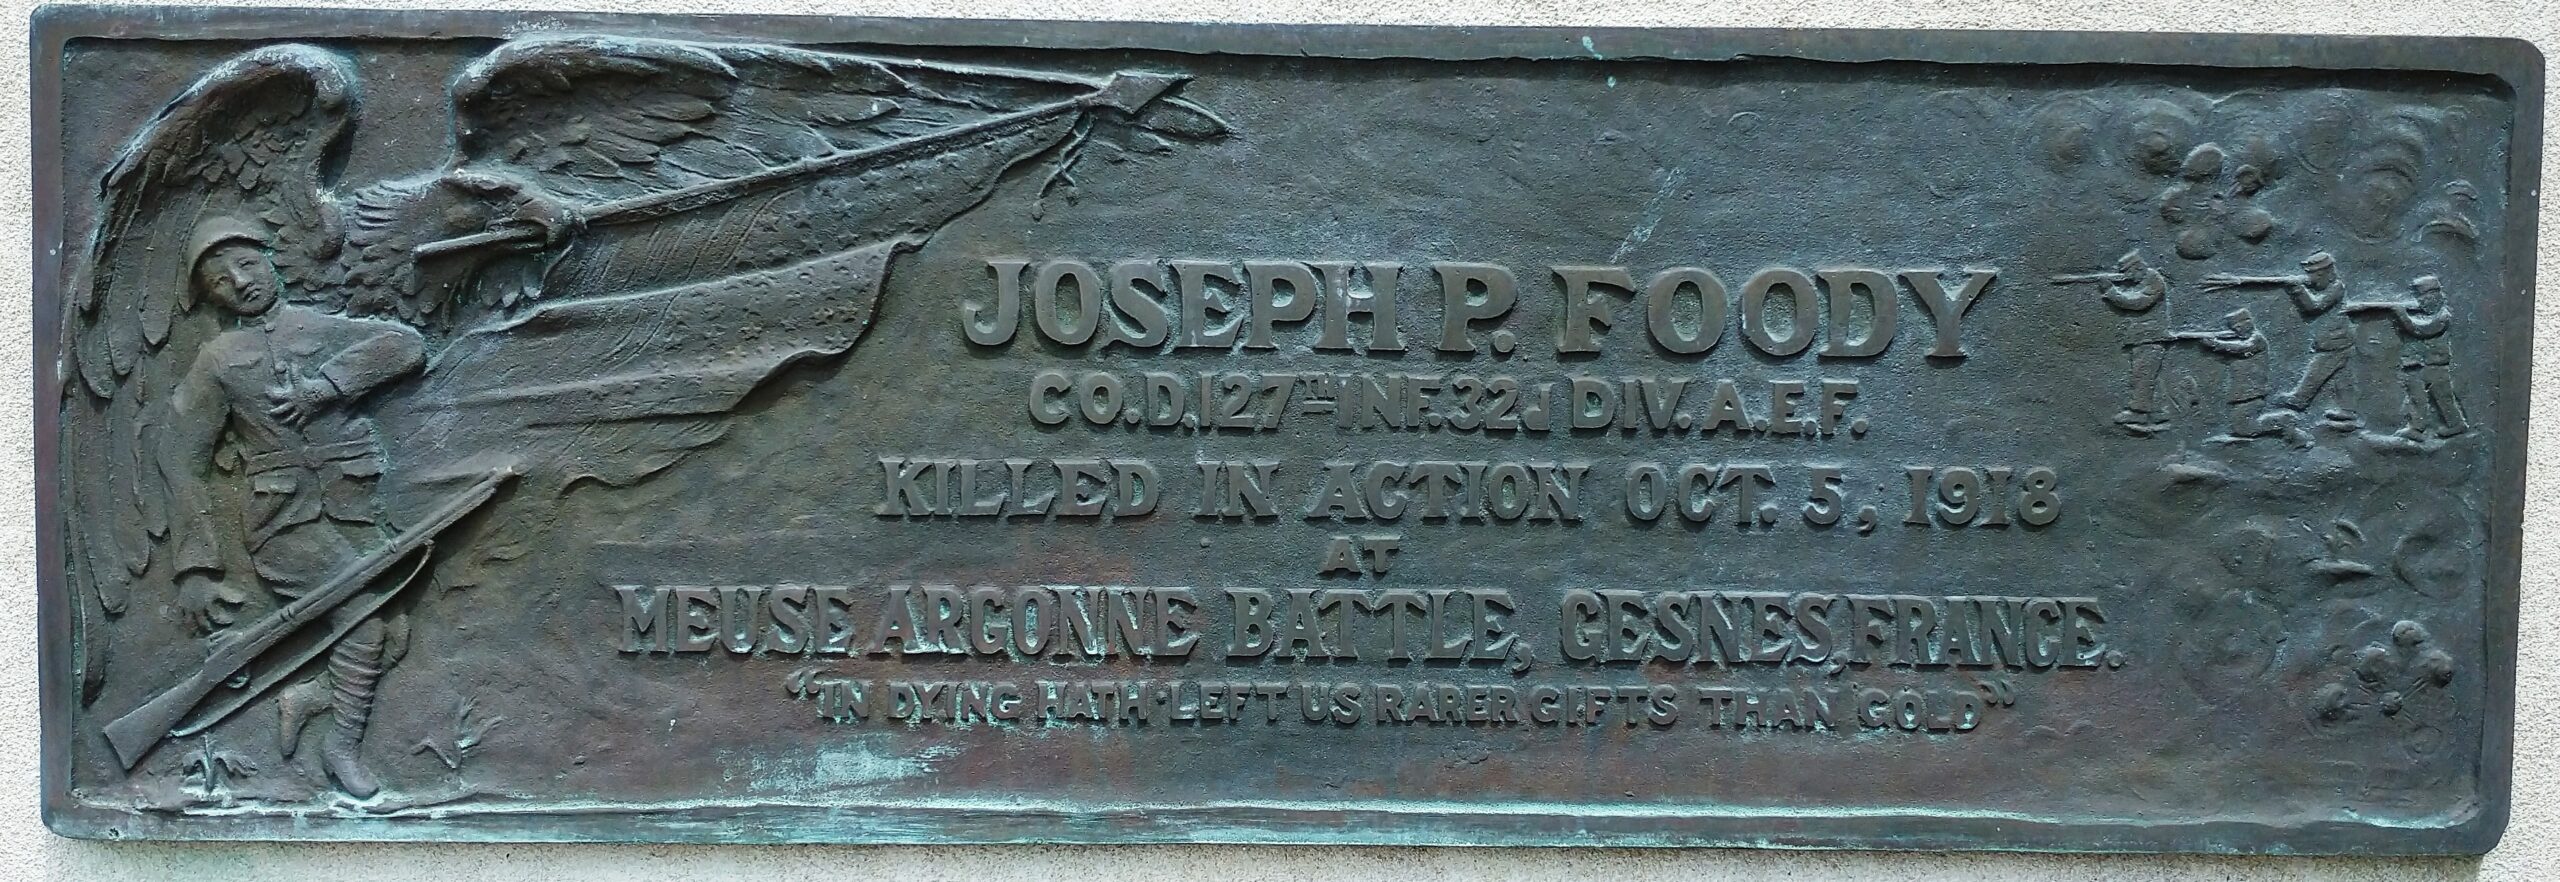 JOSEPH P. FOODY
CO.D.127TH INF. 32d DIV. A.E.F.
KILLED IN ACTION OCT. 5, 1918
AT
MEUSE ARGONNE BATTLE, GESNES, FRANCE.
"IN DYING HATH LEFT US RARER GIFTS THAN GOLD"